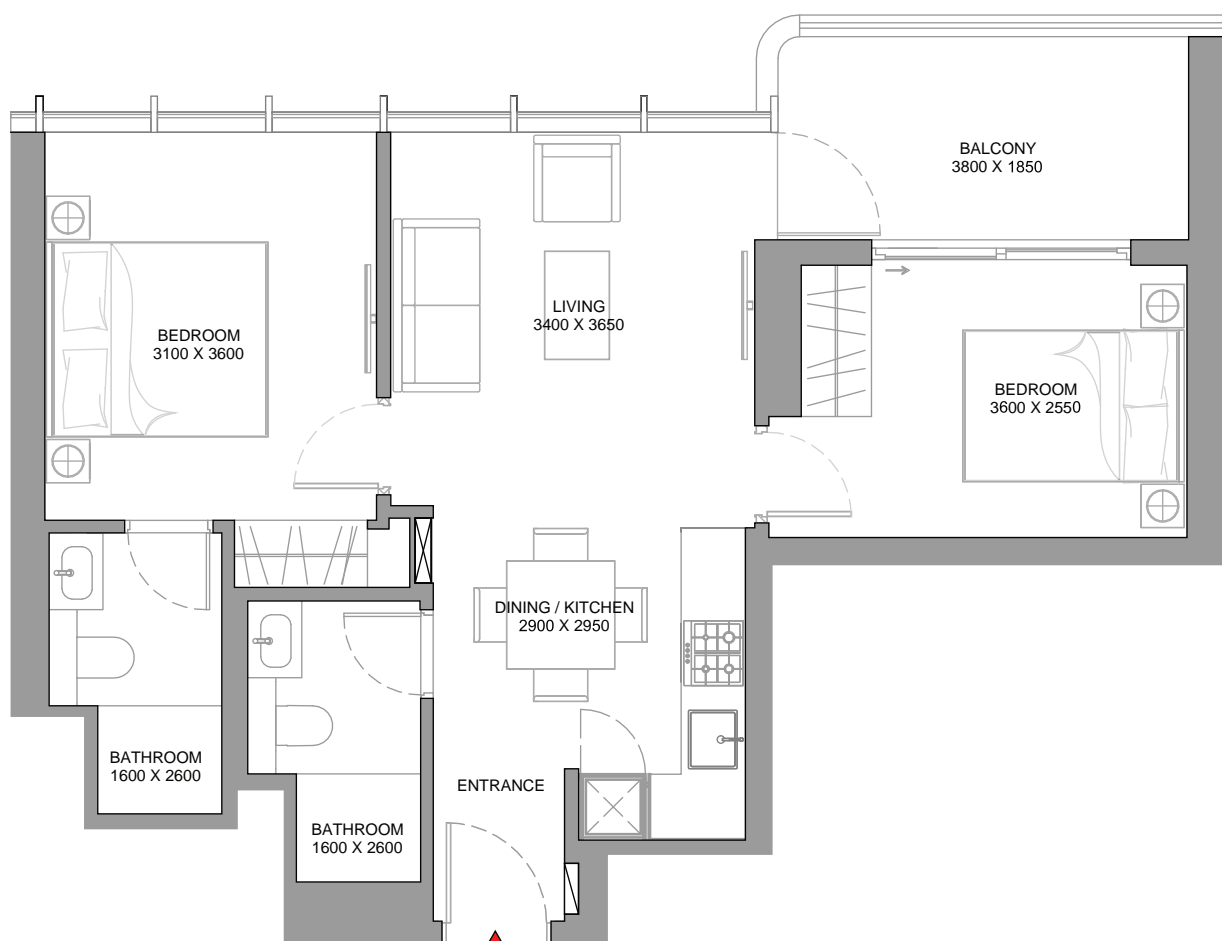 BALCONY
3800 X 1850
LIVING
3400 X 3650
BEDROOM
3100 X 3600
BEDROOM
3600 X 2550
DINING / KITCHEN
2900 X 2950
BATHROOM
1600 X 2600
ENTRANCE
BATHROOM
1600 X 2600